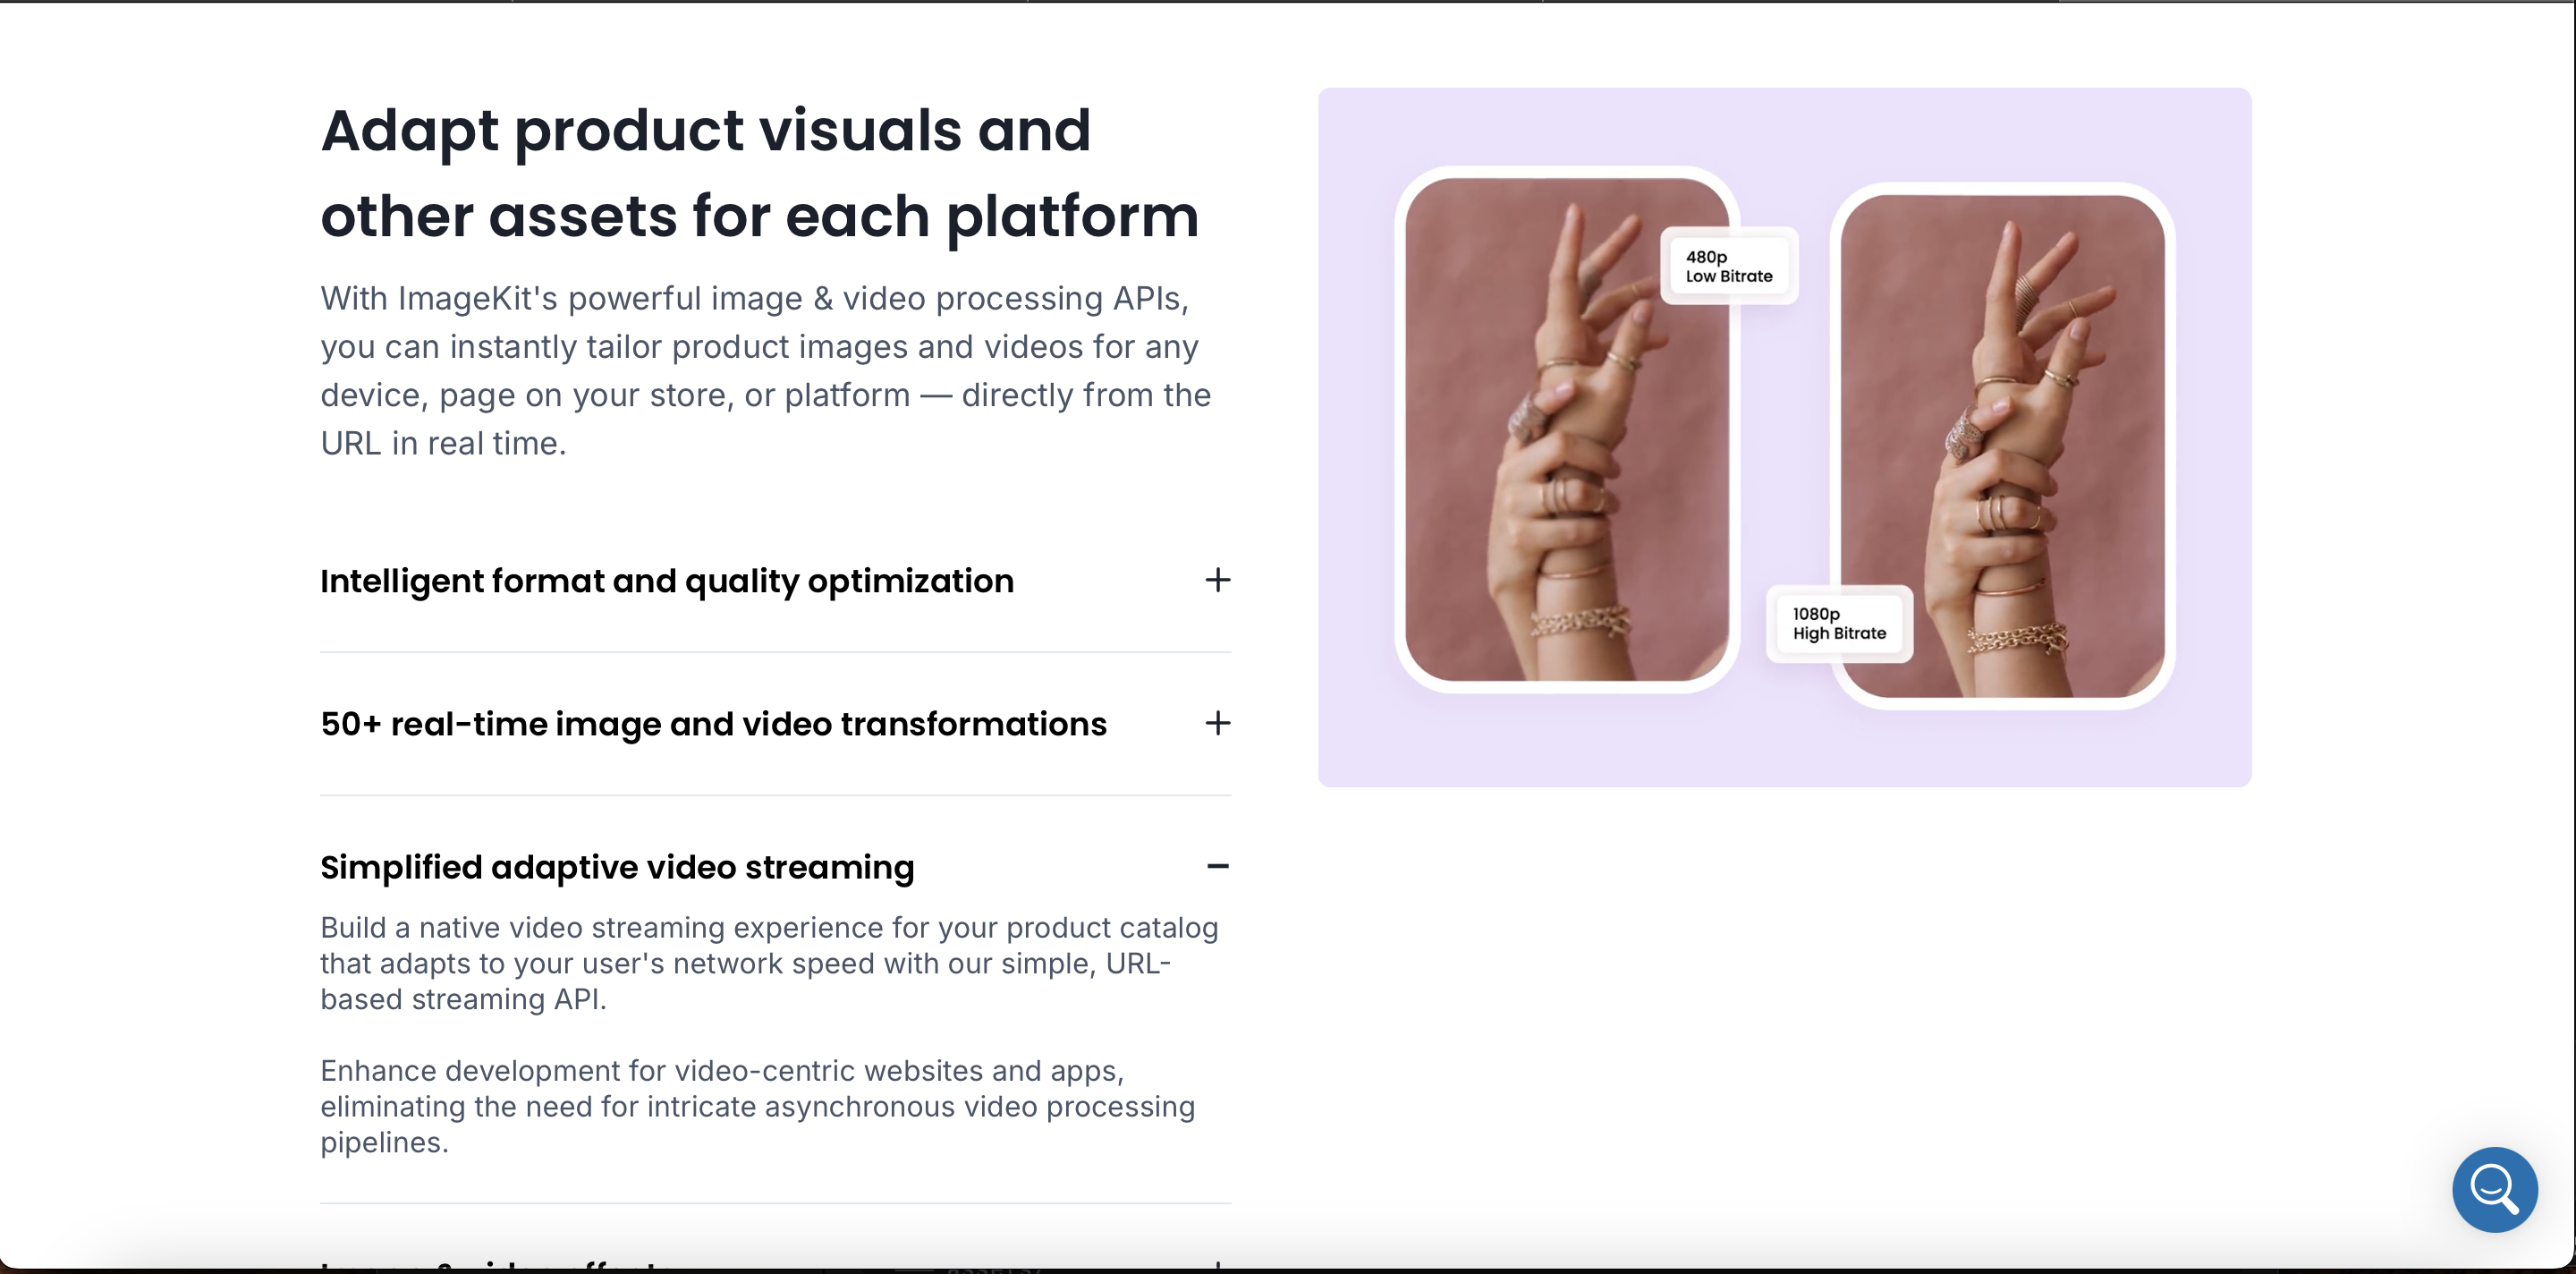 Adapt product visuals and
other assets for each platform
With ImageKit's powerful image & video processing APIs,
you can instantly tailor product images and videos for any
device, page on your store, or platform — directly from the
URL in real time.
Intelligent format and quality optimization
50+ real-time image and video transformations
Simplified adaptive video streaming
Build a native video streaming experience for your product catalog
that adapts to your user's network speed with our simple, URL-
based streaming API.
Enhance development for video-centric websites and apps,
eliminating the need for intricate asynchronous video processing
pipelines.
480p
Low Bitrate
1080p
High Bitrate